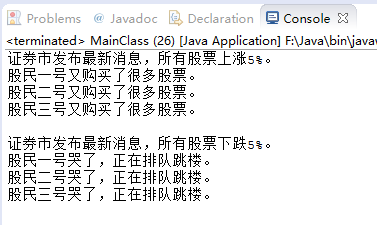 Problems @ Javadoc Declaration Console
<terminated> MainClass (26) [Java Application] F:\Java\bin\javaw
证券市发布最新消息，所有股票上涨5%。
股民一号又购买了很多股票。
股民二号又购买了很多股票。
股民三号又购买了很多股票。
证券市发布最新消息，所有股票下跌5%。
股民一号哭了，正在排队跳楼。
股民二号哭了，正在排队跳楼。
股民三号哭了，正在排队跳楼。